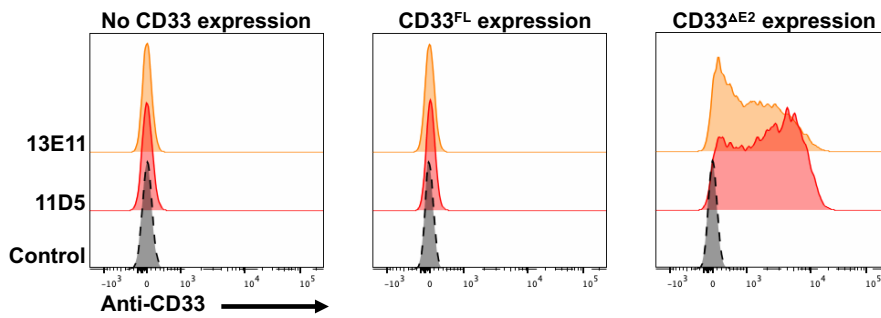 No CD33 expression
CD33^FL expression
CD33^ΔE2 expression
13E11
11D5
Control
-10^3 0 10^3 10^4 10^5
-10^3 0 10^3 10^4 10^5
-10^3 0 10^3 10^4 10^5
Anti-CD33